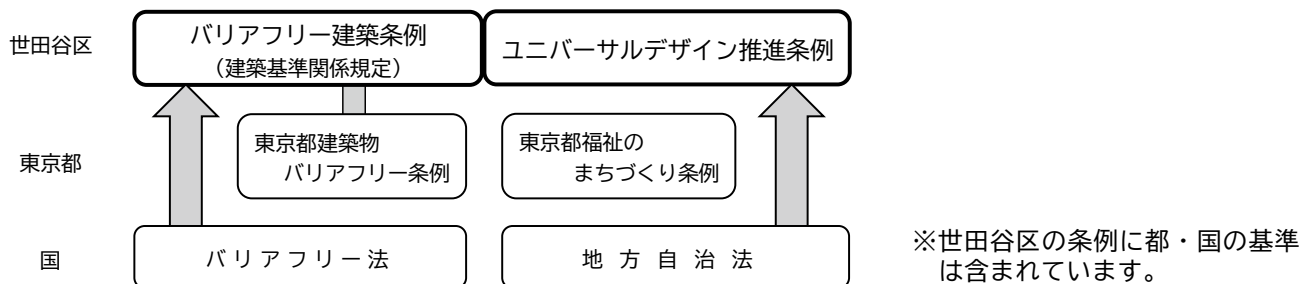 世田谷区
バリアフリー建築条例
（建築基準関係規定）
ユニバーサルデザイン推進条例
東京都
東京都建築物
バリアフリー条例
東京都福祉の
まちづくり条例
国
バリアフリー法
地方自治法
※世田谷区の条例に都・国の基準
は含まれています。